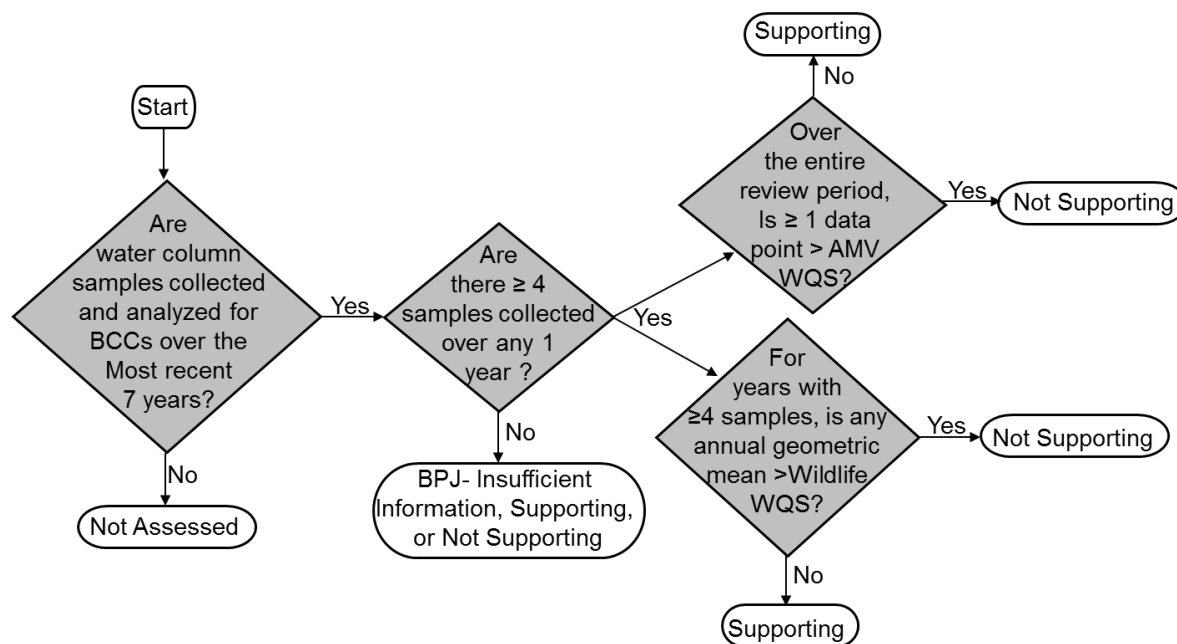 Start
Are
water column
samples collected
and analyzed for
BCCs over the
Most recent
7 years?
No
Not Assessed
Yes
Are
there ≥ 4
samples collected
over any 1
year ?
No
BPJ- Insufficient
Information, Supporting,
or Not Supporting
Yes
Over
the entire
review period,
Is ≥ 1 data
point > AMV
WQS?
No
Supporting
Yes
Not Supporting
For
years with
≥4 samples, is any
annual geometric
mean >Wildlife
WQS?
Yes
Not Supporting
No
Supporting